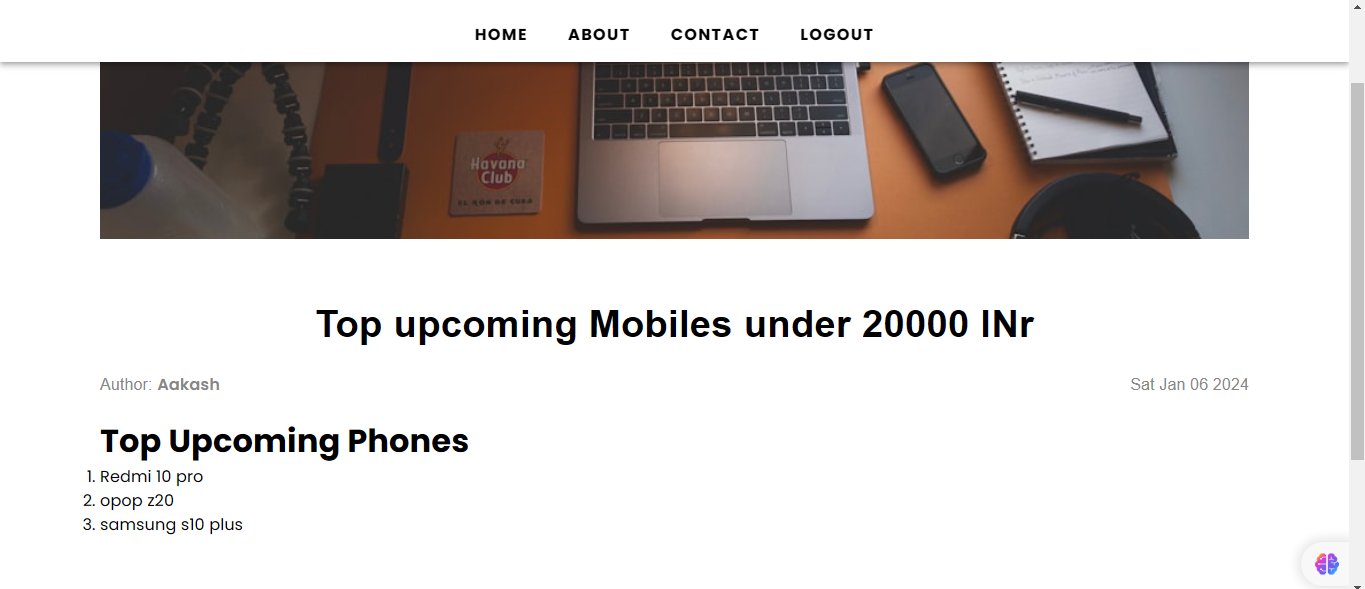 HOME ABOUT CONTACT LOGOUT
Havana
Club
EL RON DE CUBA
Top upcoming Mobiles under 20000 INr
Author: Aakash Sat Jan 06 2024
Top Upcoming Phones
1. Redmi 10 pro
2. opop z20
3. samsung s10 plus